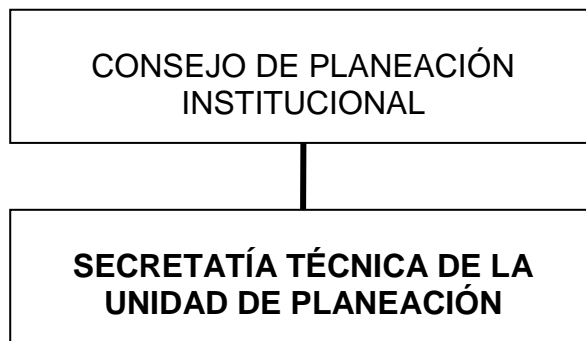 CONSEJO DE PLANEACIÓN
INSTITUCIONAL
SECRETATÍA TÉCNICA DE LA
UNIDAD DE PLANEACIÓN